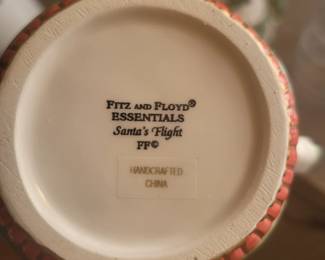 FITZ AND FLOYD®
ESSENTIALS
Santa's Flight
FF©
HANDCRAFTED
CHINA